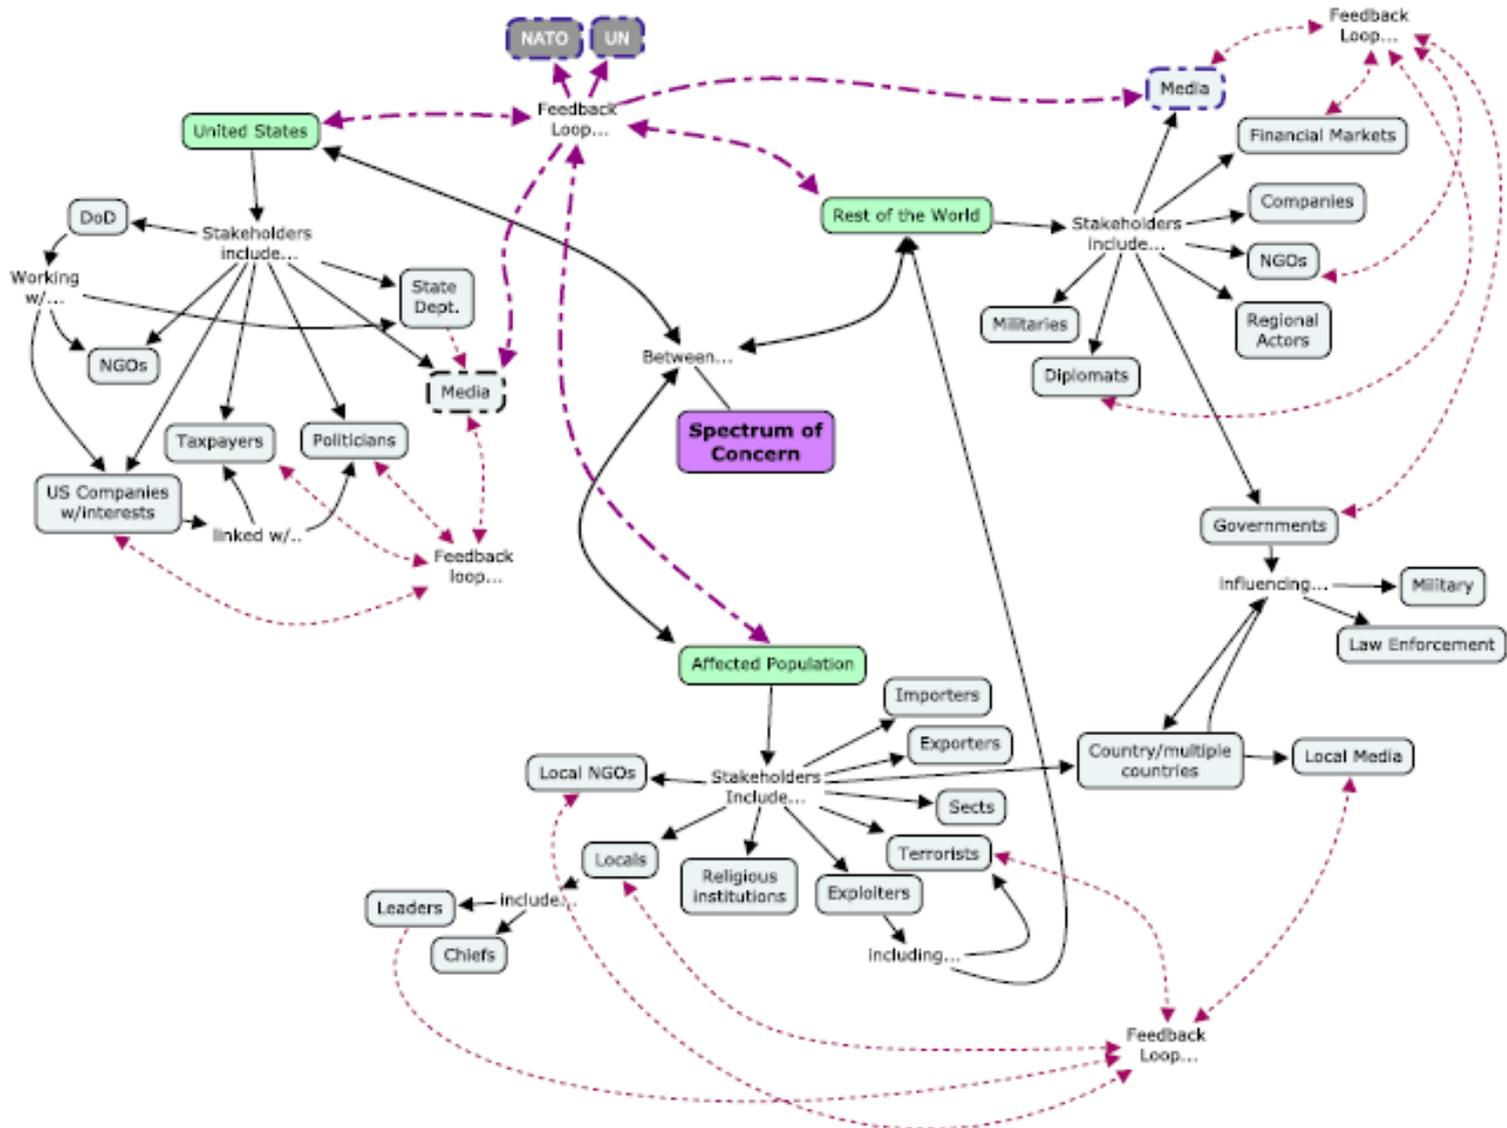 Feedback
Loop...
NATO
UN
Media
Feedback
Loop...
United States
Financial Markets
DoD
Stakeholders
include...
Rest of the World
Stakeholders
include...
Companies
Working
w/...
State
Dept.
NGOs
Militaries
Regional
Actors
NGOs
Between...
Diplomats
Media
Taxpayers
Politicians
Spectrum of
Concern
US Companies
w/interests
linked w/..
Feedback
loop...
Governments
influencing...
Military
Law Enforcement
Affected Population
Importers
Exporters
Country/multiple
countries
Local Media
Local NGOs
Stakeholders
Include...
Sects
Locals
Terrorists
Religious
institutions
Exploiters
Leaders
include...
Chiefs
including...
Feedback
Loop...